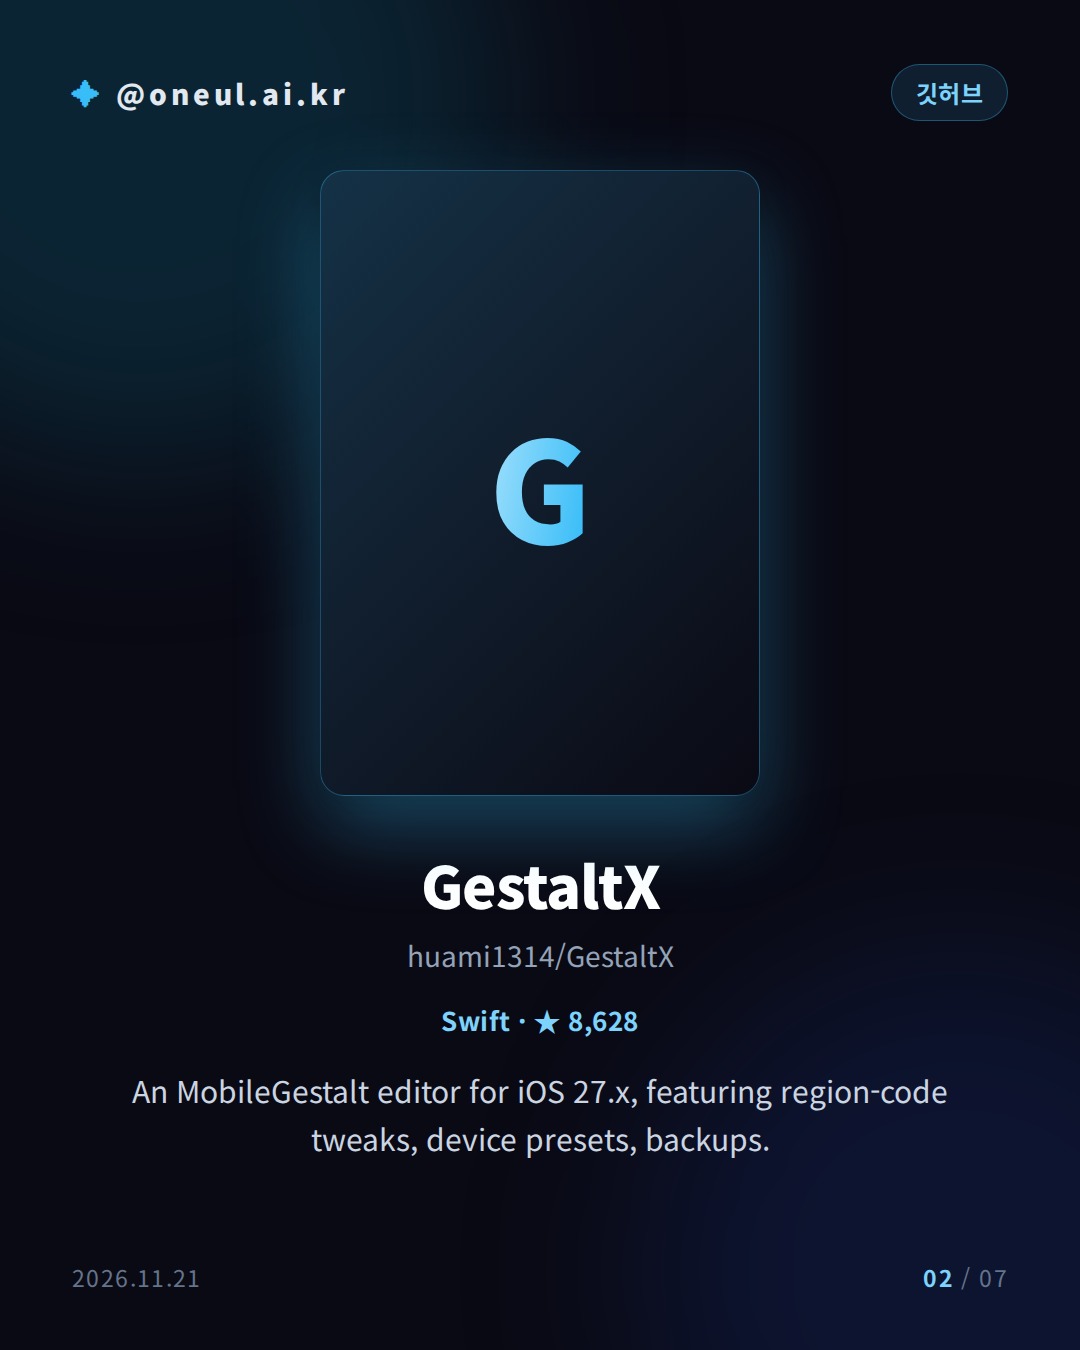 @oneul.ai.kr
깃허브
G
GestaltX
huami1314/GestaltX
Swift · ★ 8,628
An MobileGestalt editor for iOS 27.x, featuring region-code
tweaks, device presets, backups.
2026.11.21
02 / 07